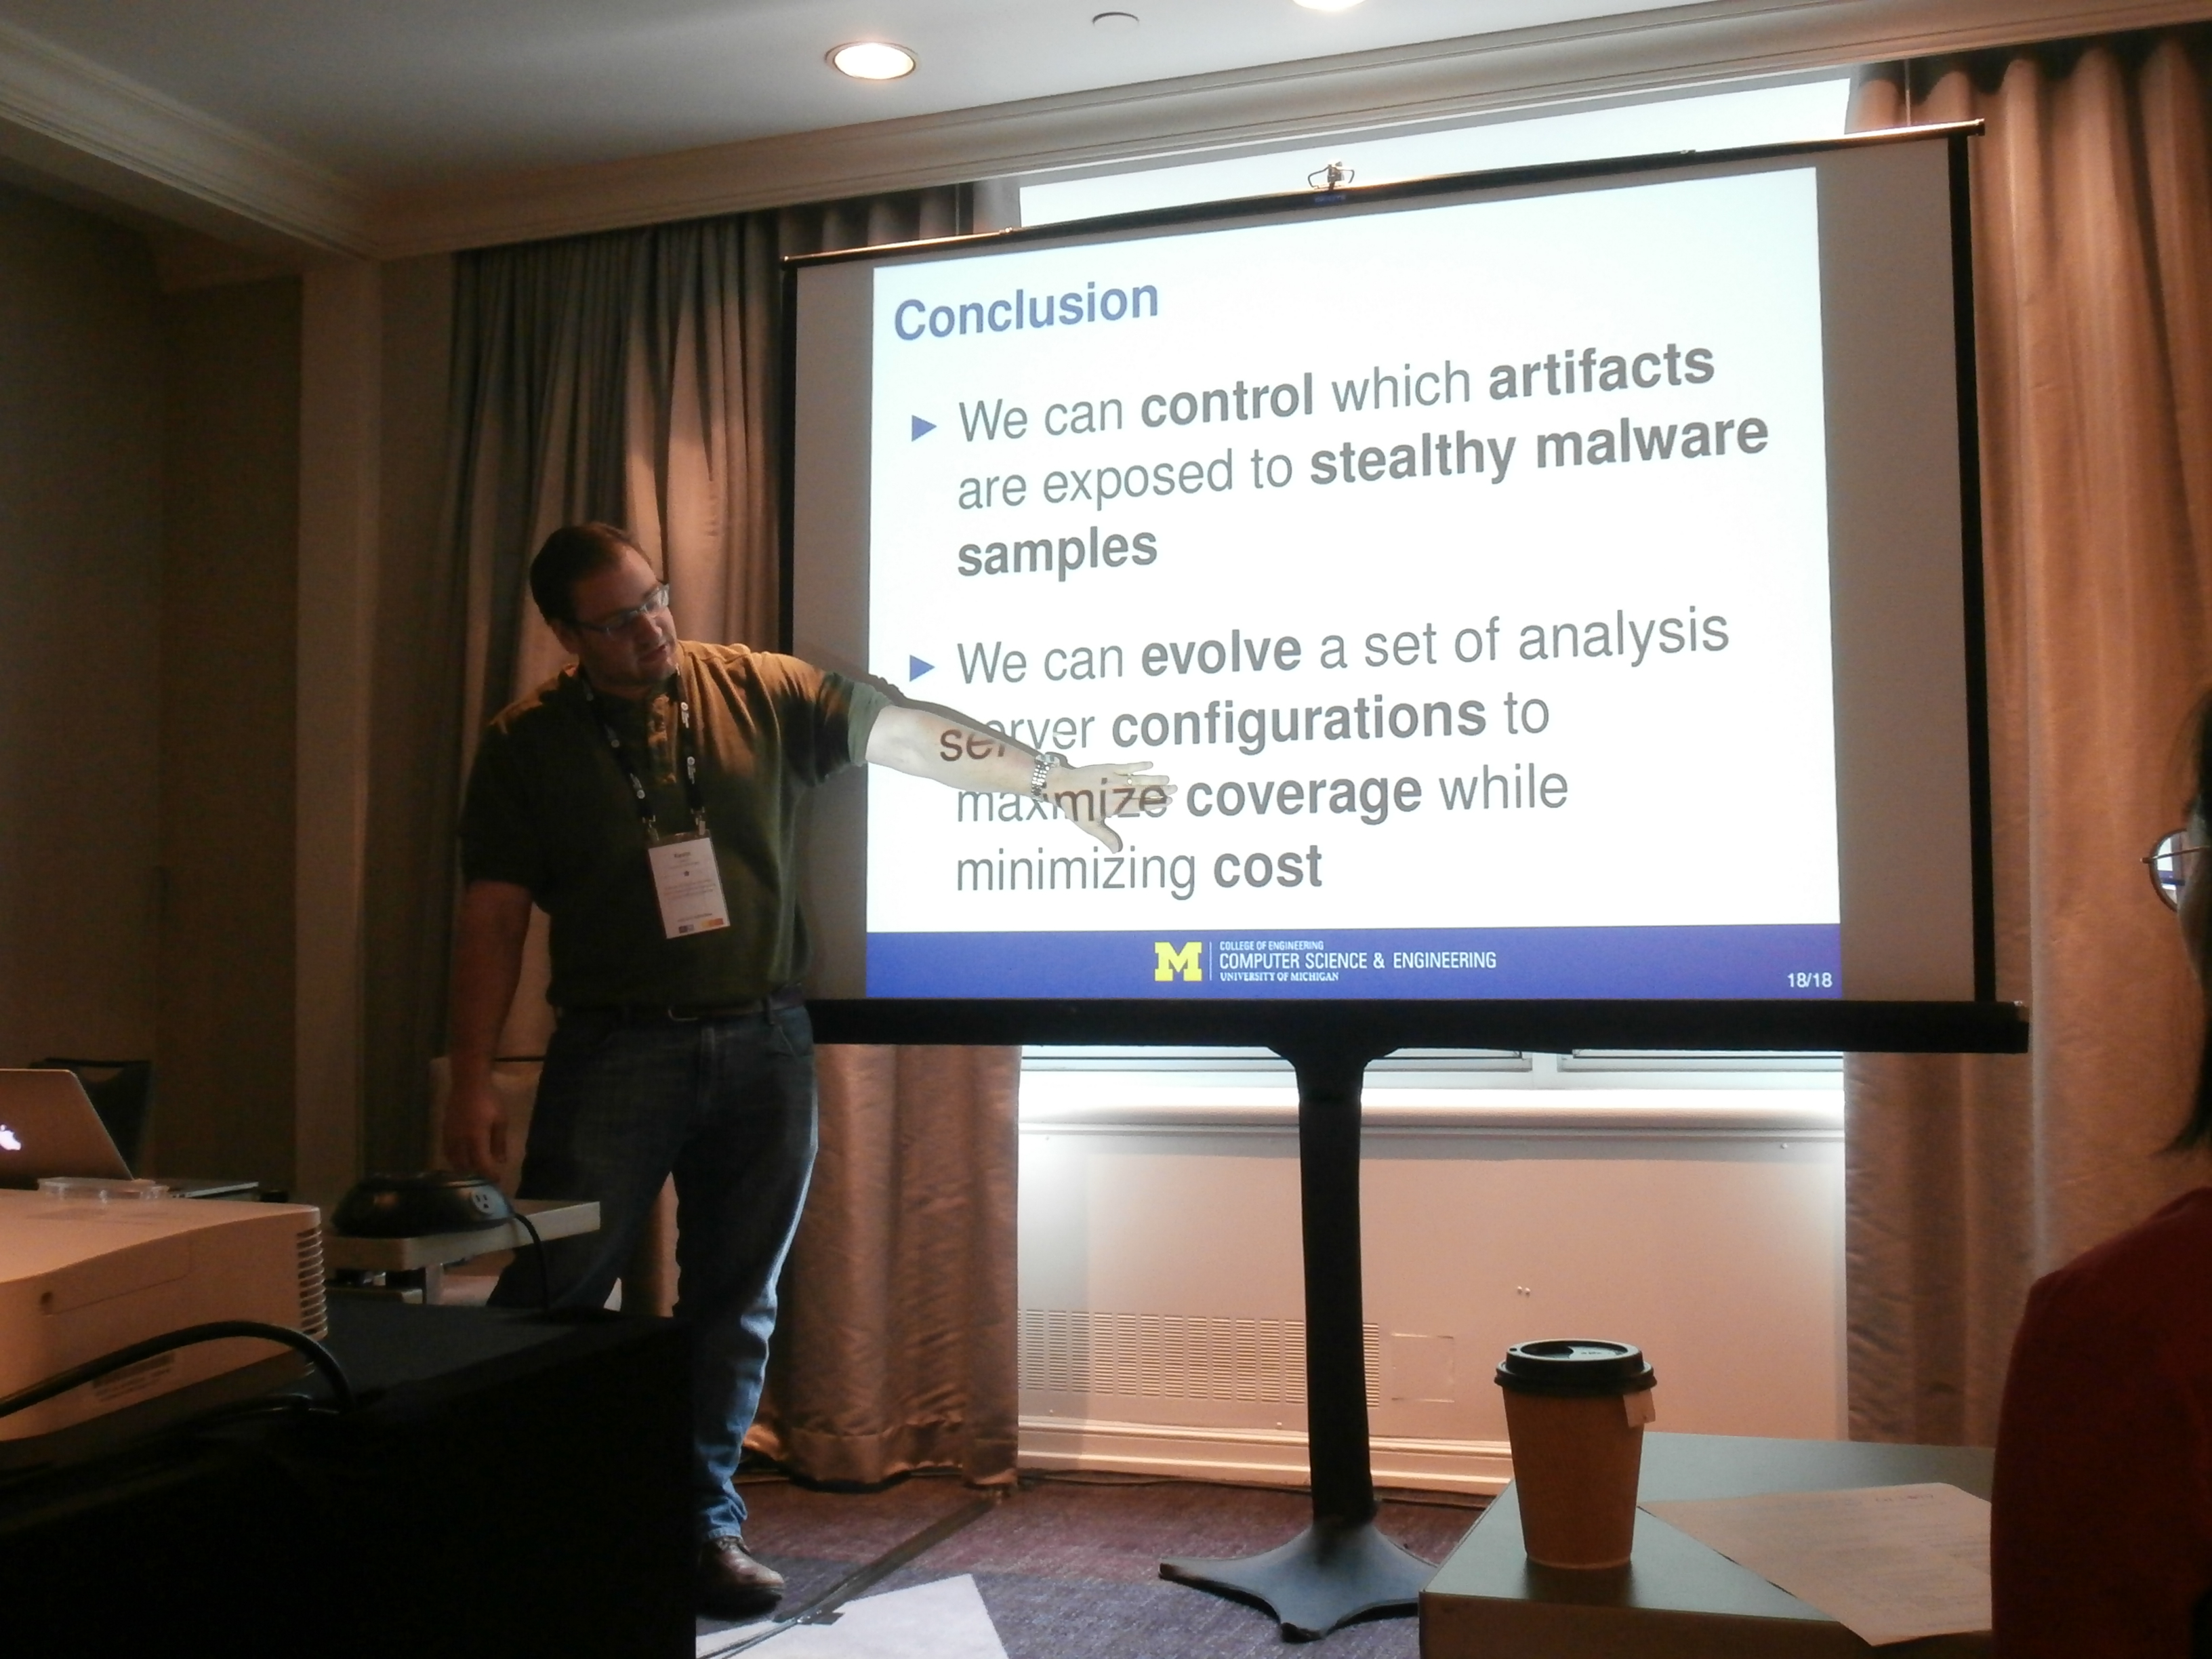 Conclusion
▶ We can control which artifacts
are exposed to stealthy malware
samples
▶ We can evolve a set of analysis
server configurations to
maximize coverage while
minimizing cost
M
COLLEGE OF ENGINEERING
COMPUTER SCIENCE & ENGINEERING
UNIVERSITY OF MICHIGAN
18/18